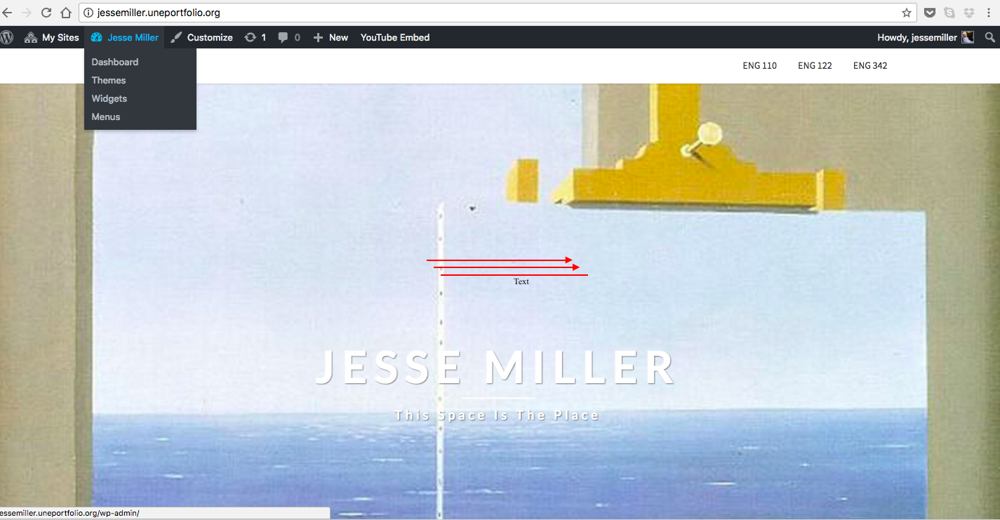 jessemiller.uneportfolio.org
My Sites Jesse Miller Customize 1 0 New YouTube Embed Howdy, jessemiller
Dashboard
Themes
Widgets
Menus
ENG 110 ENG 122 ENG 342
Text
JESSE MILLER
This Space Is The Place
essemiller.uneportfolio.org/wp-admin/